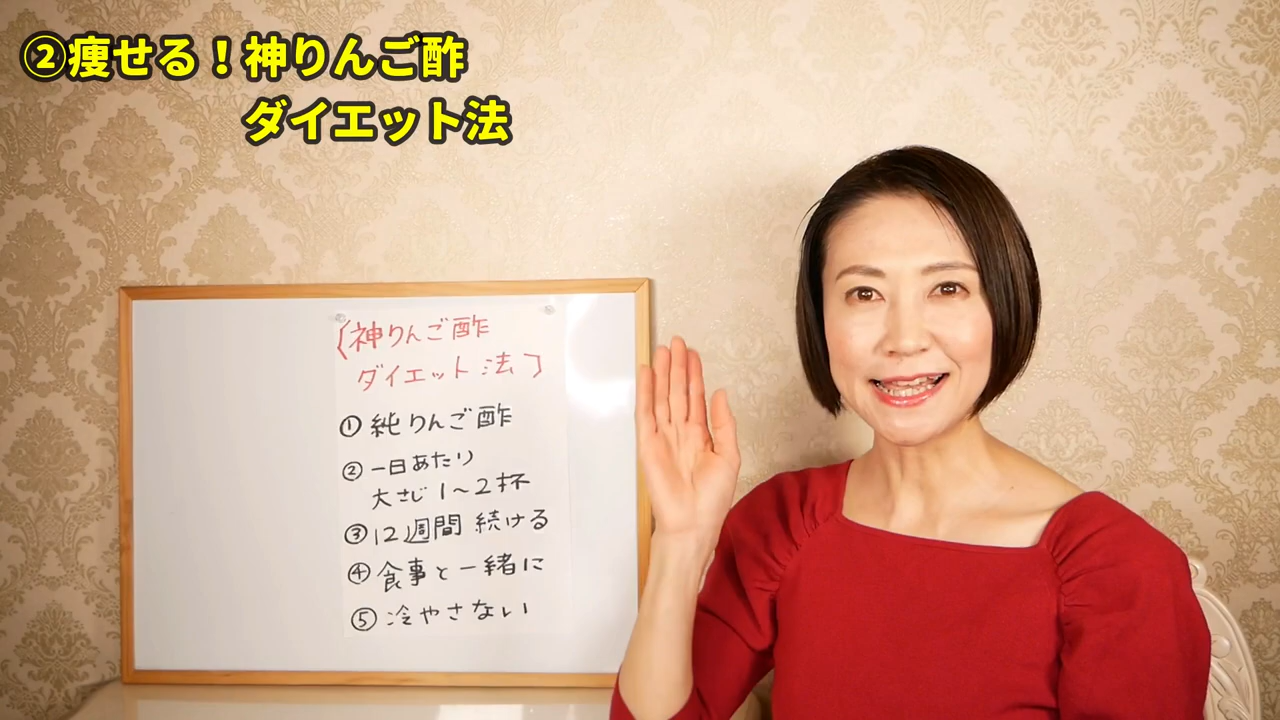 ②痩せる！神りんご酢
ダイエット法
〔神りんご酢
ダイエット法〕
① 純りんご酢
② 一日あたり
大さじ1〜2杯
③ 12週間 続ける
④ 食事と一緒に
⑤ 冷やさない